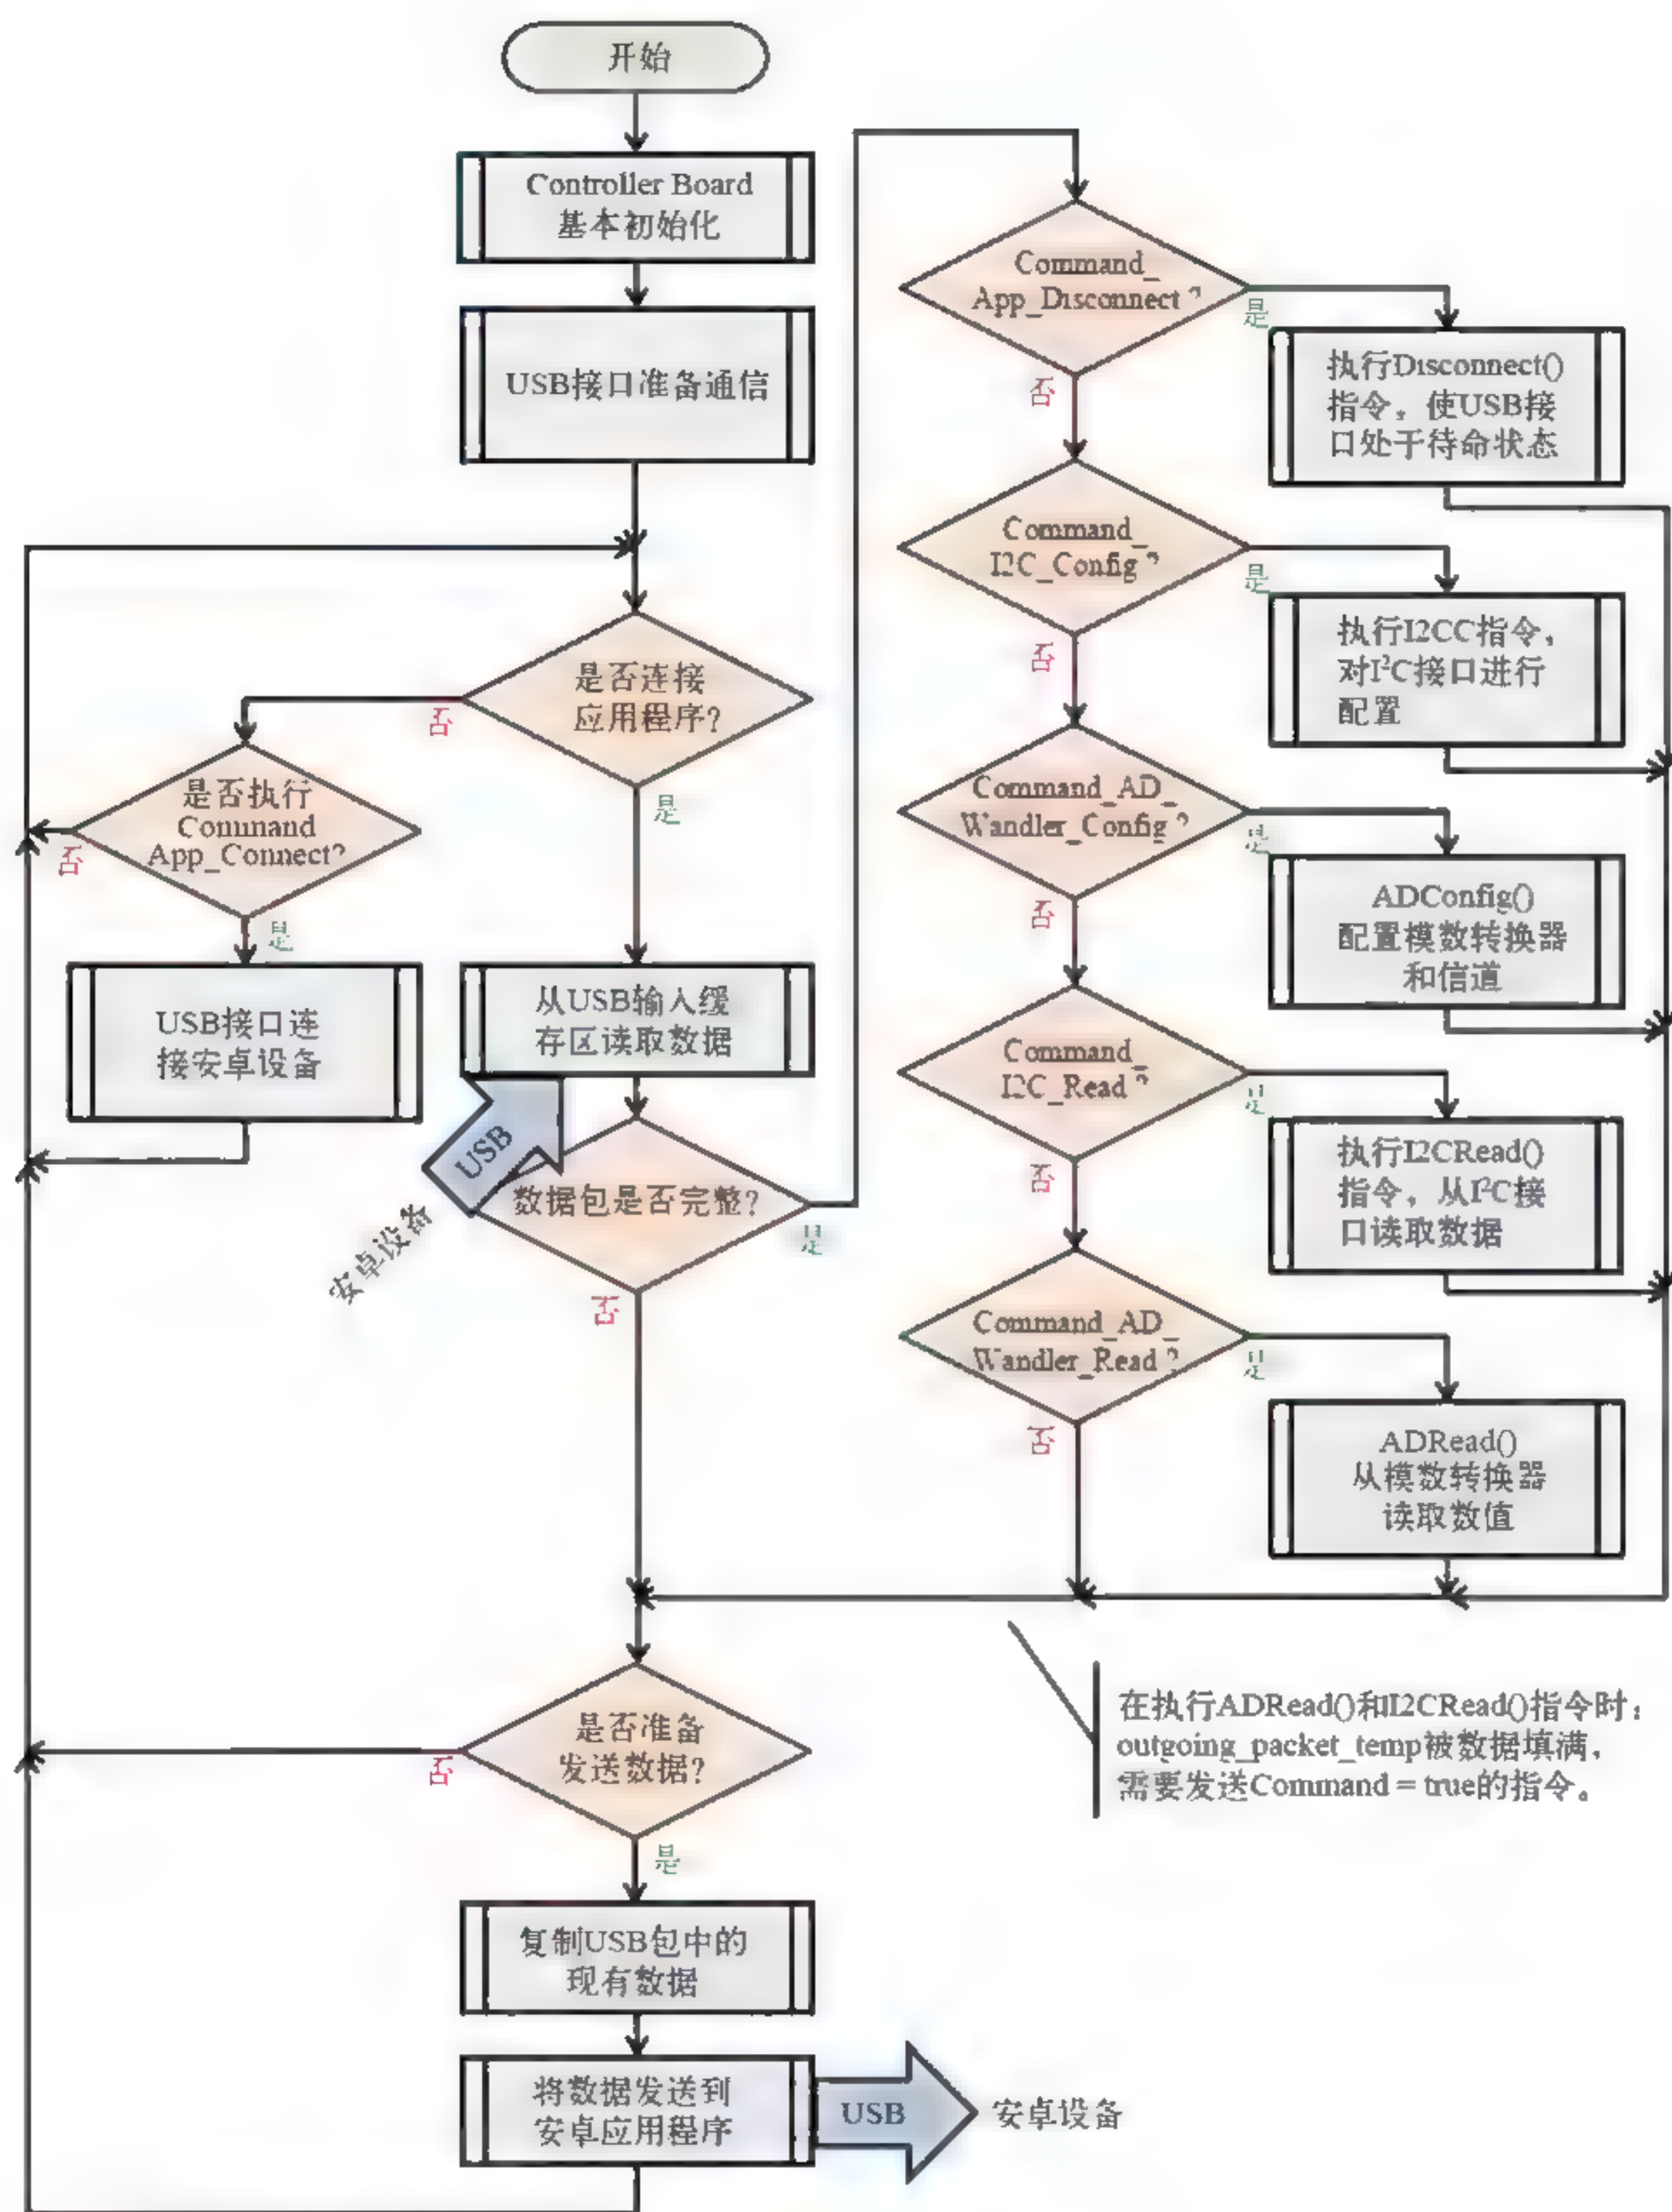 开始
Controller Board
基本初始化
USB接口准备通信
是否连接
应用程序?
否
是
是否执行
Command
App_Connect?
否
是
USB接口连
接安卓设备
从USB输入缓
存区读取数据
USB
安卓设备
数据包是否完整?
是
否
Command_
App_Disconnect?
是
否
执行Disconnect()
指令，使USB接
口处于待命状态
Command_
I2C_Config?
是
否
执行I2CC指令，
对I²C接口进行
配置
Command_AD_
Wandler_Config?
是
否
ADConfig()
配置模数转换器
和信道
Command_
I2C_Read?
是
否
执行I2CRead()
指令，从I²C接
口读取数据
Command_AD_
Wandler_Read?
是
否
ADRead()
从模数转换器
读取数值
在执行ADRead()和I2CRead()指令时：
outgoing_packet_temp被数据填满，
需要发送Command = true的指令。
是否准备
发送数据?
否
是
复制USB包中的
现有数据
将数据发送到
安卓应用程序
USB
安卓设备